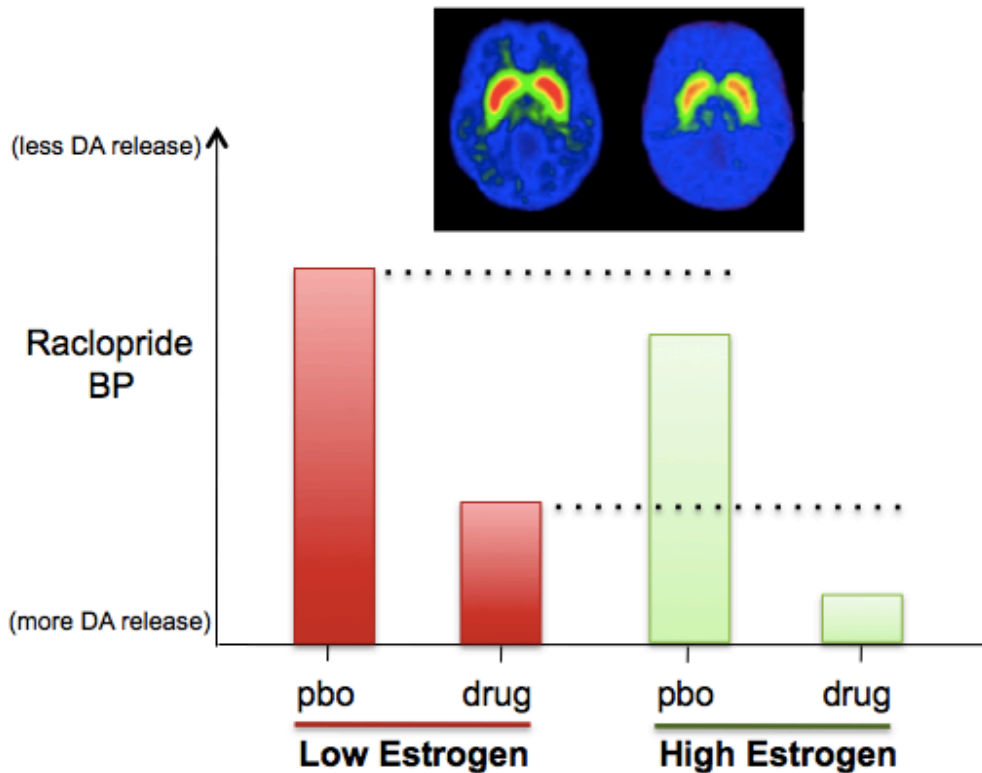 (less DA release)
Raclopride
BP
(more DA release)
pbo
drug
pbo
drug
Low Estrogen
High Estrogen